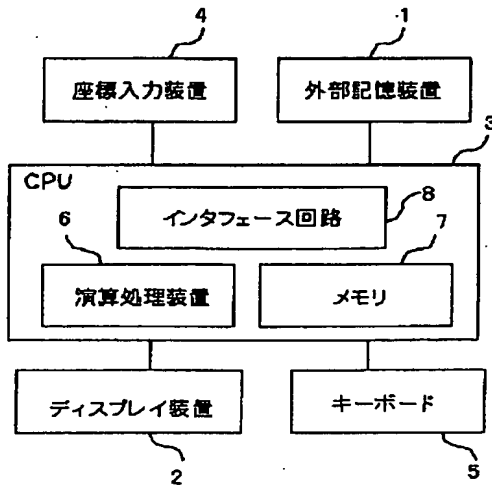 4
1
座標入力装置
外部記憶装置
3
CPU
インタフェース回路
8
6
7
演算処理装置
メモリ
ディスプレイ装置
キーボード
2
5